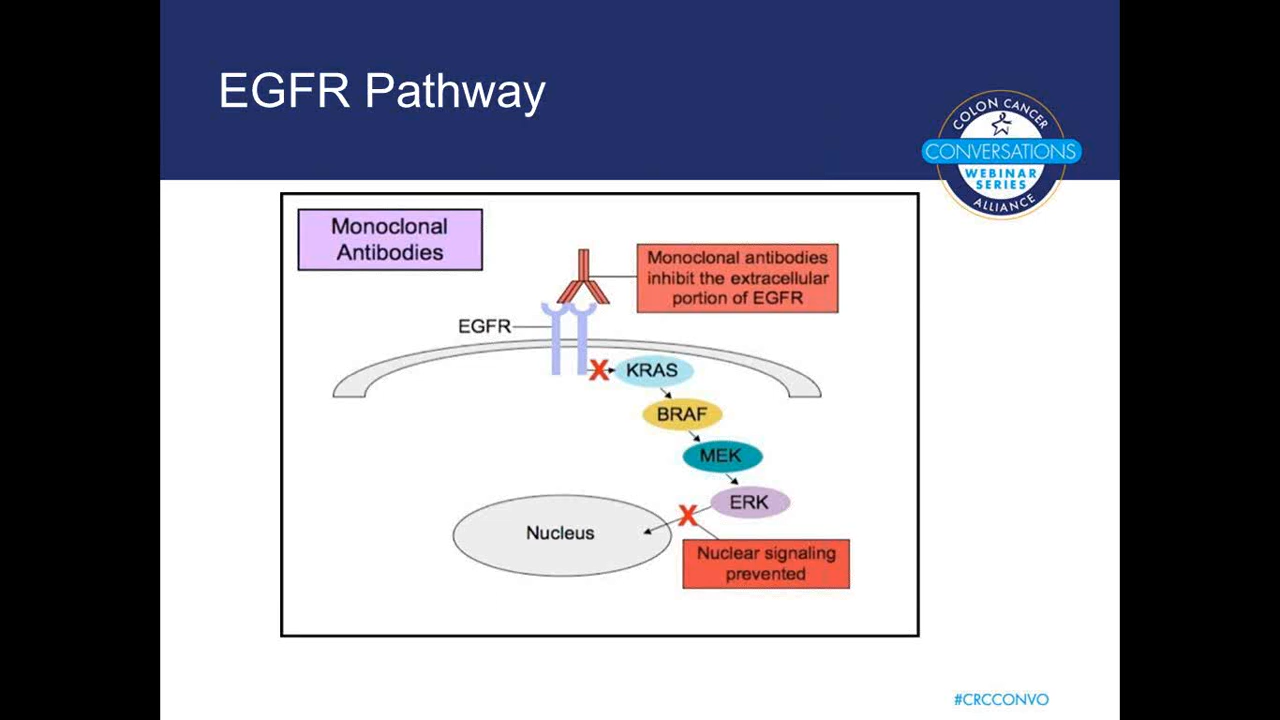 EGFR Pathway
COLON CANCER
CONVERSATIONS
WEBINAR
SERIES
ALLIANCE
Monoclonal
Antibodies
Monoclonal antibodies
inhibit the extracellular
portion of EGFR
EGFR
X
KRAS
BRAF
MEK
ERK
X
Nucleus
Nuclear signaling
prevented
#CRCCONVO